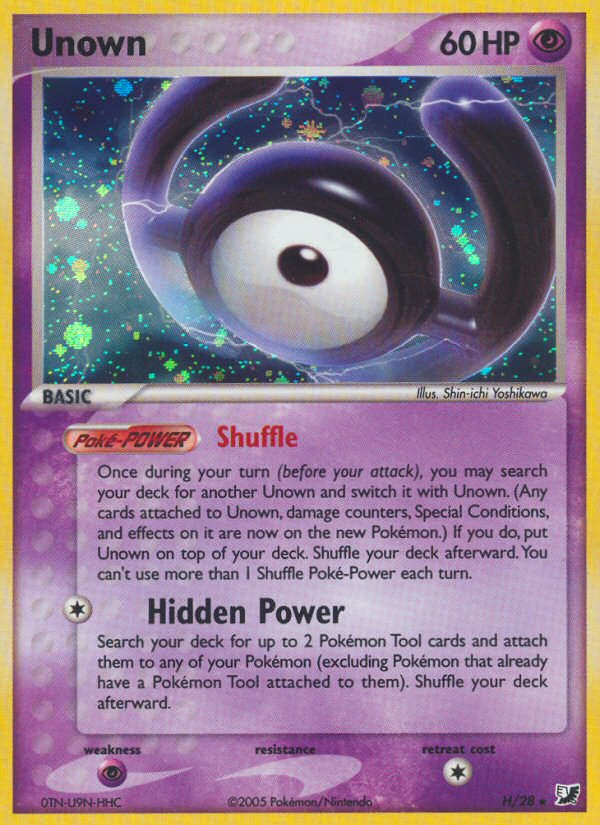 Unown 60 HP
BASIC
Illus. Shin-ichi Yoshikawa
Poké-POWER Shuffle
Once during your turn (before your attack), you may search
your deck for another Unown and switch it with Unown. (Any
cards attached to Unown, damage counters, Special Conditions,
and effects on it are now on the new Pokémon.) If you do, put
Unown on top of your deck. Shuffle your deck afterward. You
can't use more than 1 Shuffle Poké-Power each turn.
Hidden Power
Search your deck for up to 2 Pokémon Tool cards and attach
them to any of your Pokémon (excluding Pokémon that already
have a Pokémon Tool attached to them). Shuffle your deck
afterward.
weakness resistance retreat cost
0TN-U9N-HHC ©2005 Pokémon/Nintendo H/28 ★